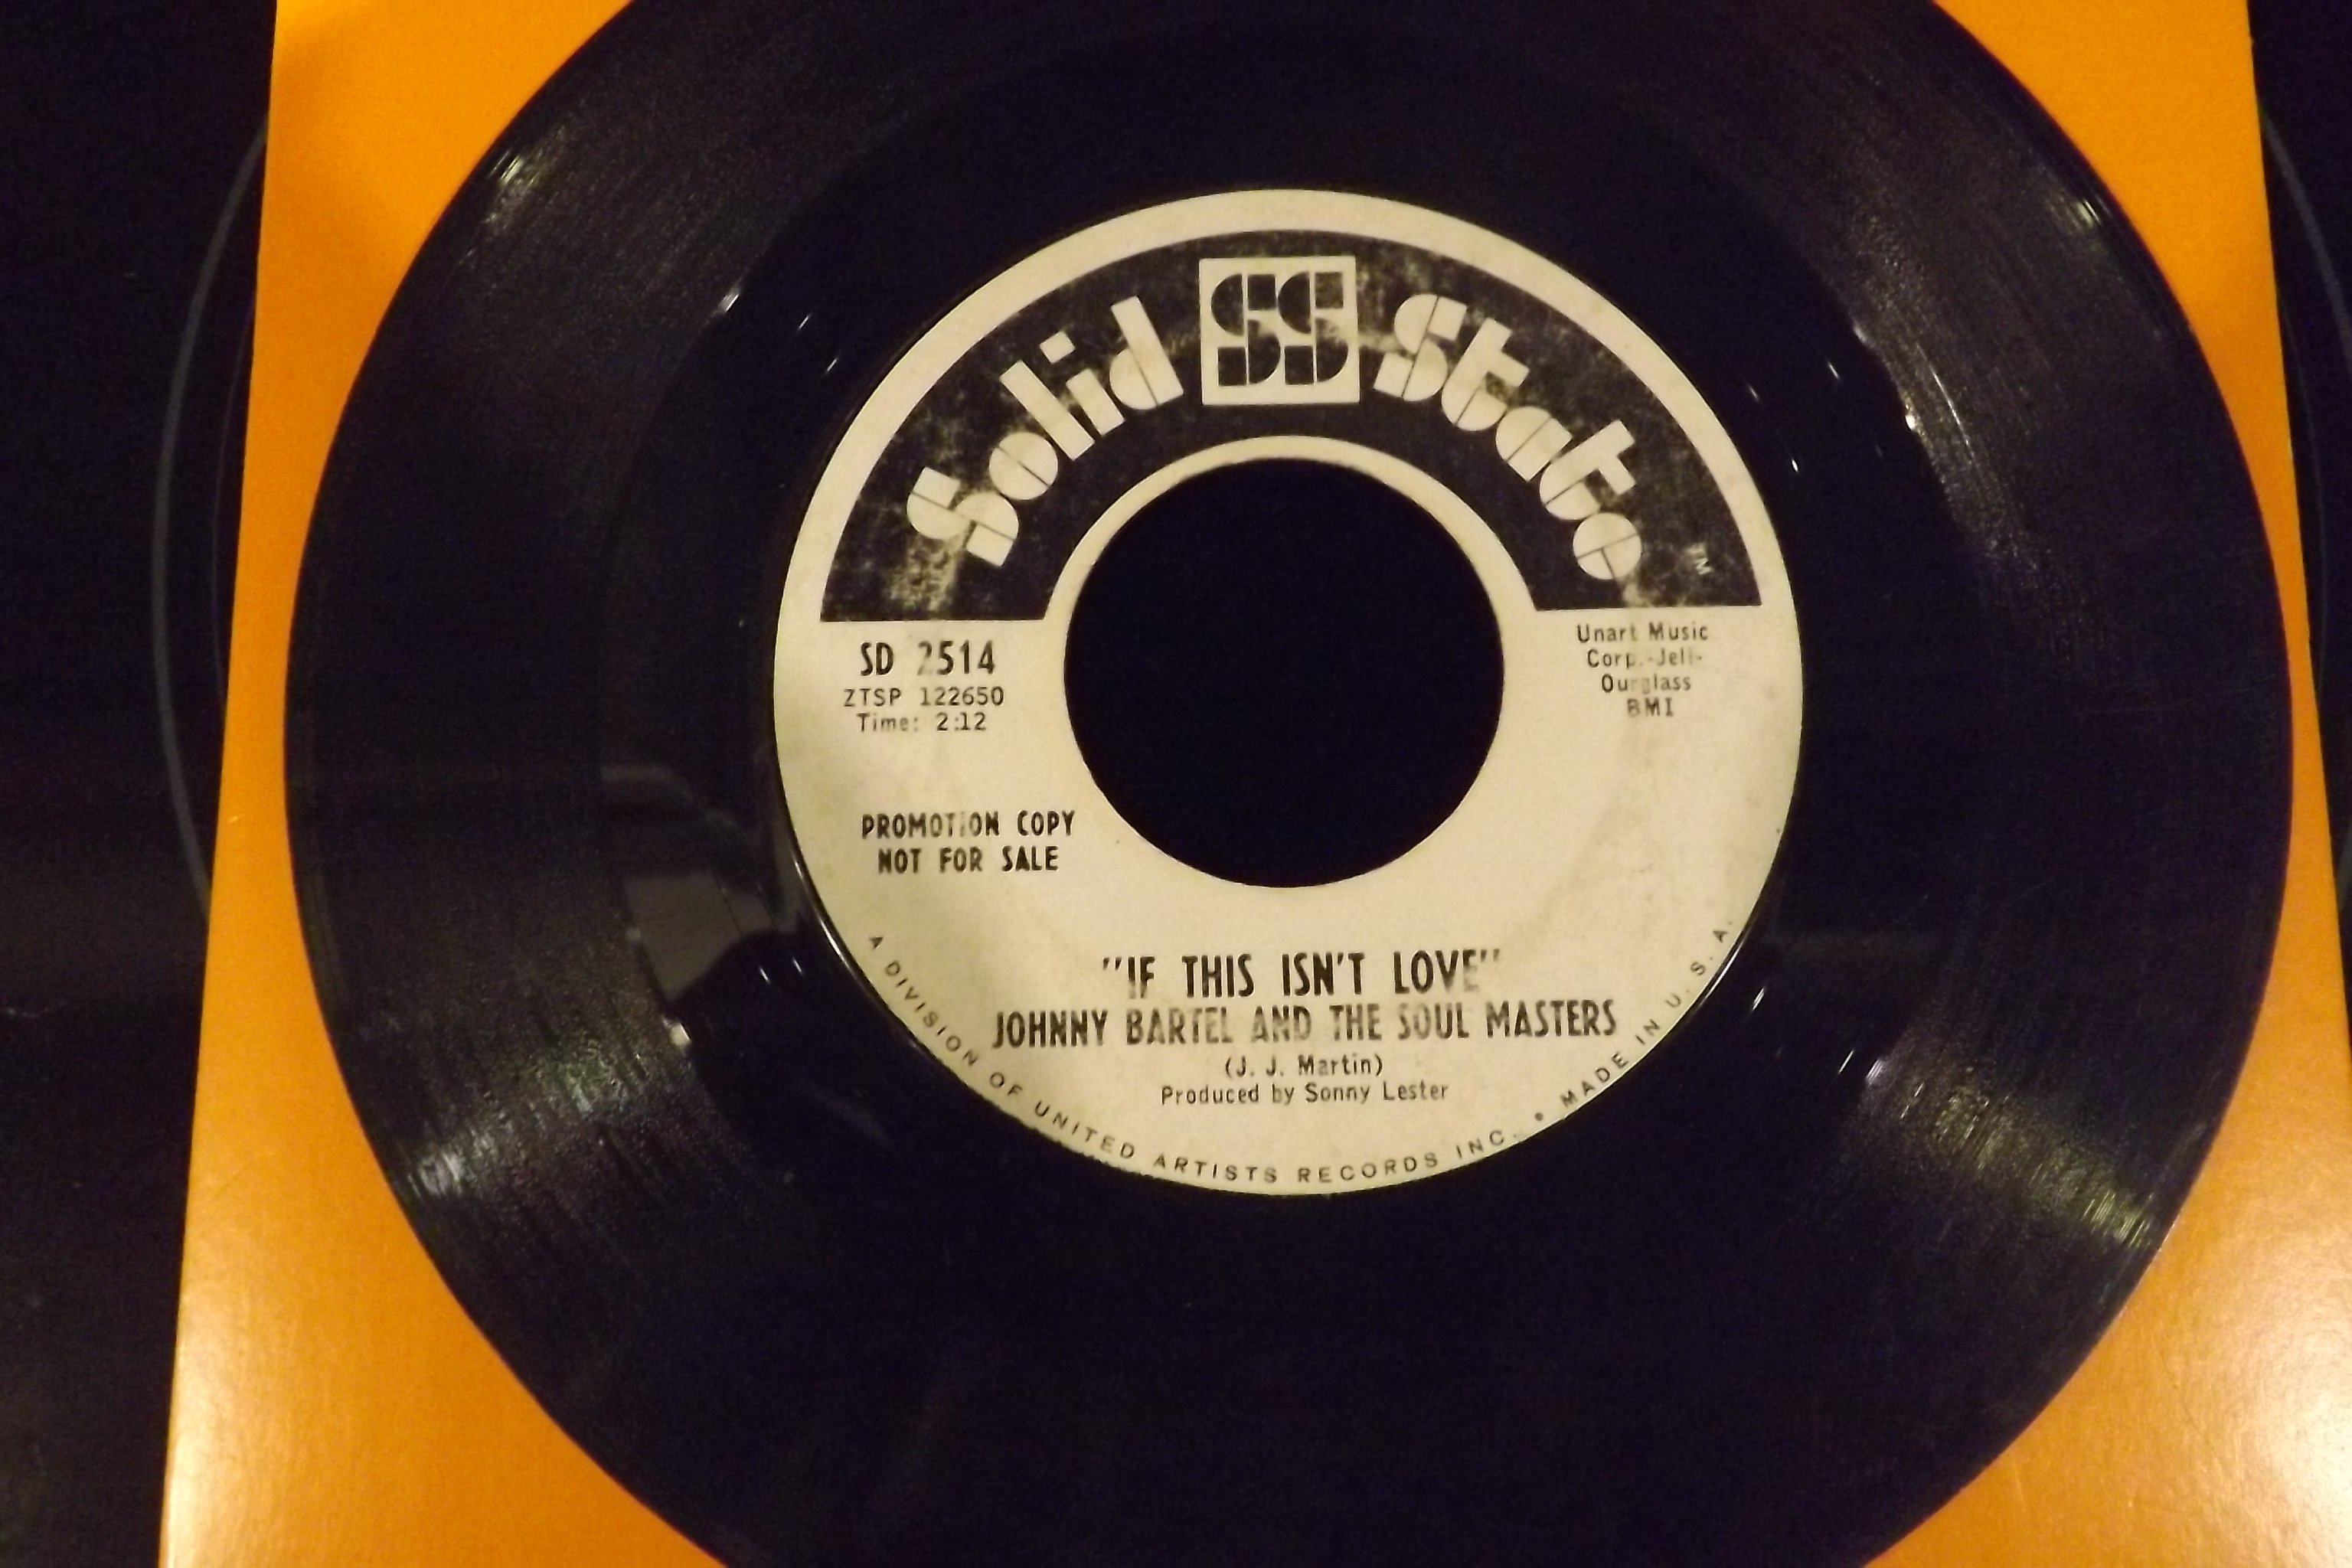 Solid SS State
TM
SD 2514
ZTSP 122650
Time: 2:12
Unart Music
Corp.-Jell-
Ourglass
BMI
PROMOTION COPY
NOT FOR SALE
"IF THIS ISN'T LOVE"
JOHNNY BARTEL AND THE SOUL MASTERS
(J. J. Martin)
Produced by Sonny Lester
A DIVISION OF UNITED ARTISTS RECORDS INC. • MADE IN U.S.A.